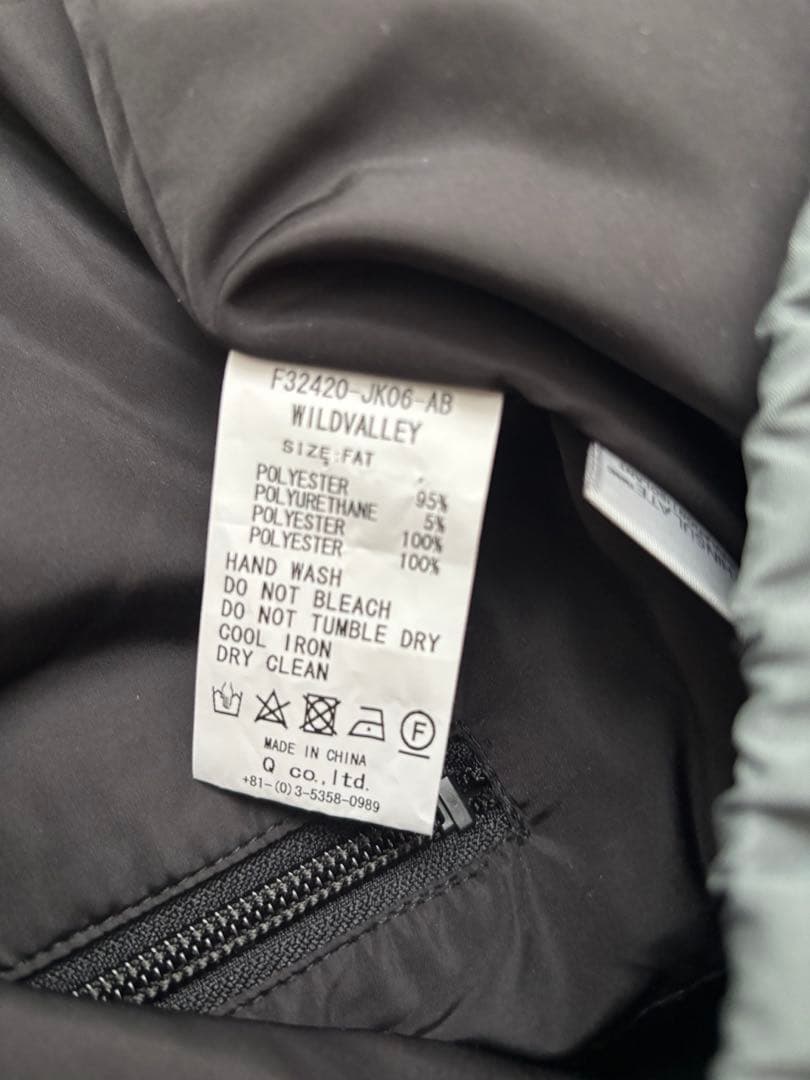 F32420-JK06-AB
WILDVALLEY
SIZE:FAT
POLYESTER 95%
POLYURETHANE 5%
POLYESTER 100%
POLYESTER 100%
HAND WASH
DO NOT BLEACH
DO NOT TUMBLE DRY
COOL IRON
DRY CLEAN
F
MADE IN CHINA
Q co.,ltd.
+81-(0)3-5358-0989